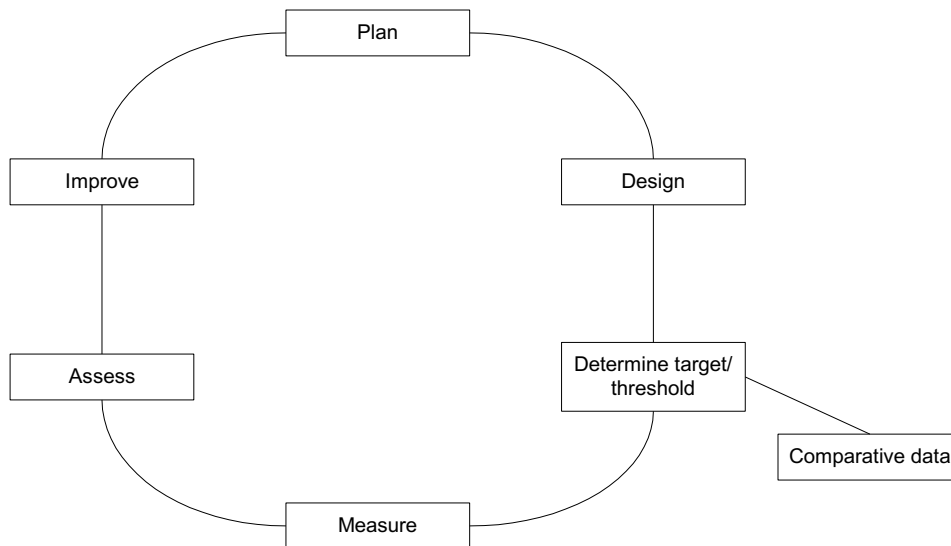 Plan
Improve
Design
Assess
Determine target/
threshold
Comparative data
Measure